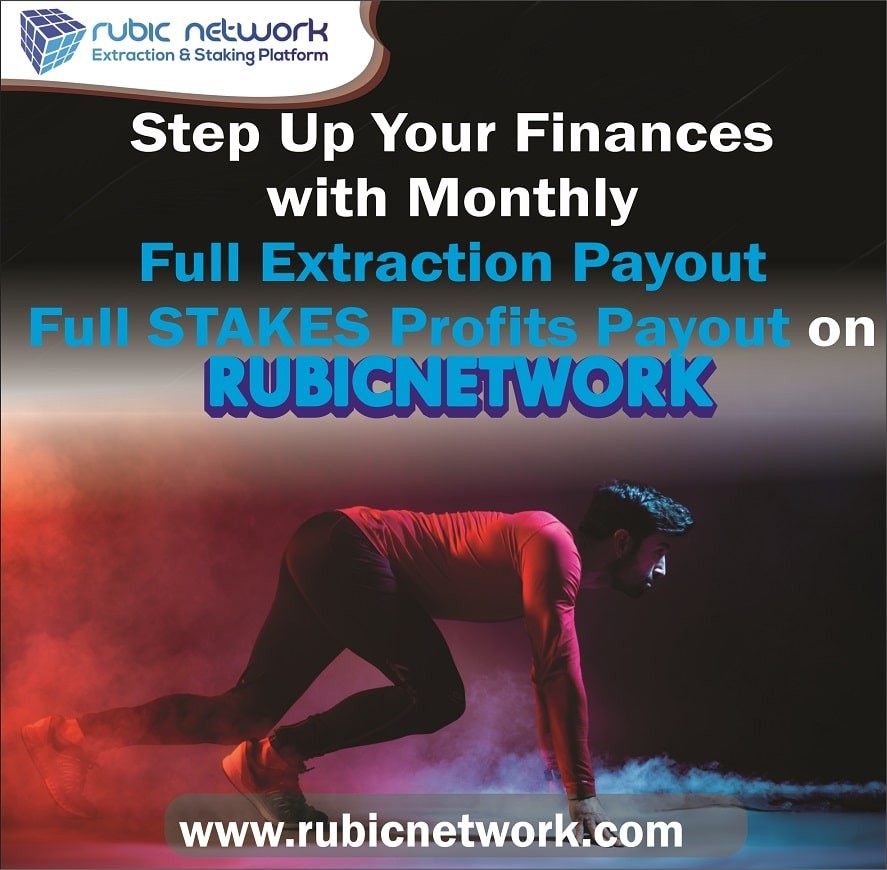 rubic network
Extraction & Staking Platform
Step Up Your Finances
with Monthly
Full Extraction Payout
Full STAKES Profits Payout on
RUBICNETWORK
www.rubicnetwork.com